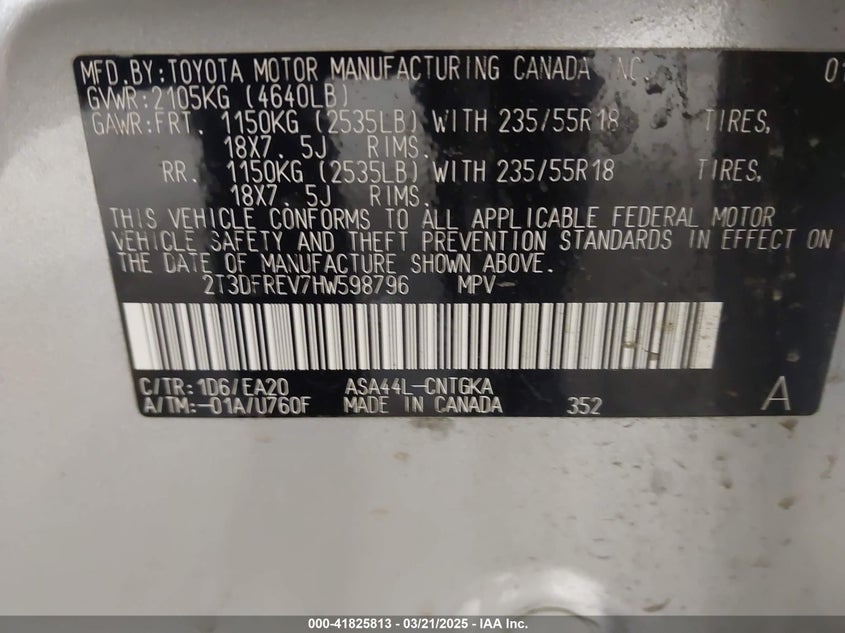 MFD.BY:TOYOTA MOTOR MANUFACTURING CANADA INC. 01
GVWR:2105KG (4640LB)
GAWR:FRT. 1150KG (2535LB) WITH 235/55R18 TIRES,
18X7. 5J RIMS.
RR. 1150KG (2535LB) WITH 235/55R18 TIRES,
18X7. 5J RIMS.
THIS VEHICLE CONFORMS TO ALL APPLICABLE FEDERAL MOTOR
VEHICLE SAFETY AND THEFT PREVENTION STANDARDS IN EFFECT ON
THE DATE OF MANUFACTURE SHOWN ABOVE.
2T3DFREV7HW598796 MPV-
C/TR:1D6/EA20 ASA44L-CNTGKA
A/TM:-01A/U760F MADE IN CANADA 352 A
000-41825813 — 03/21/2025 — IAA Inc.